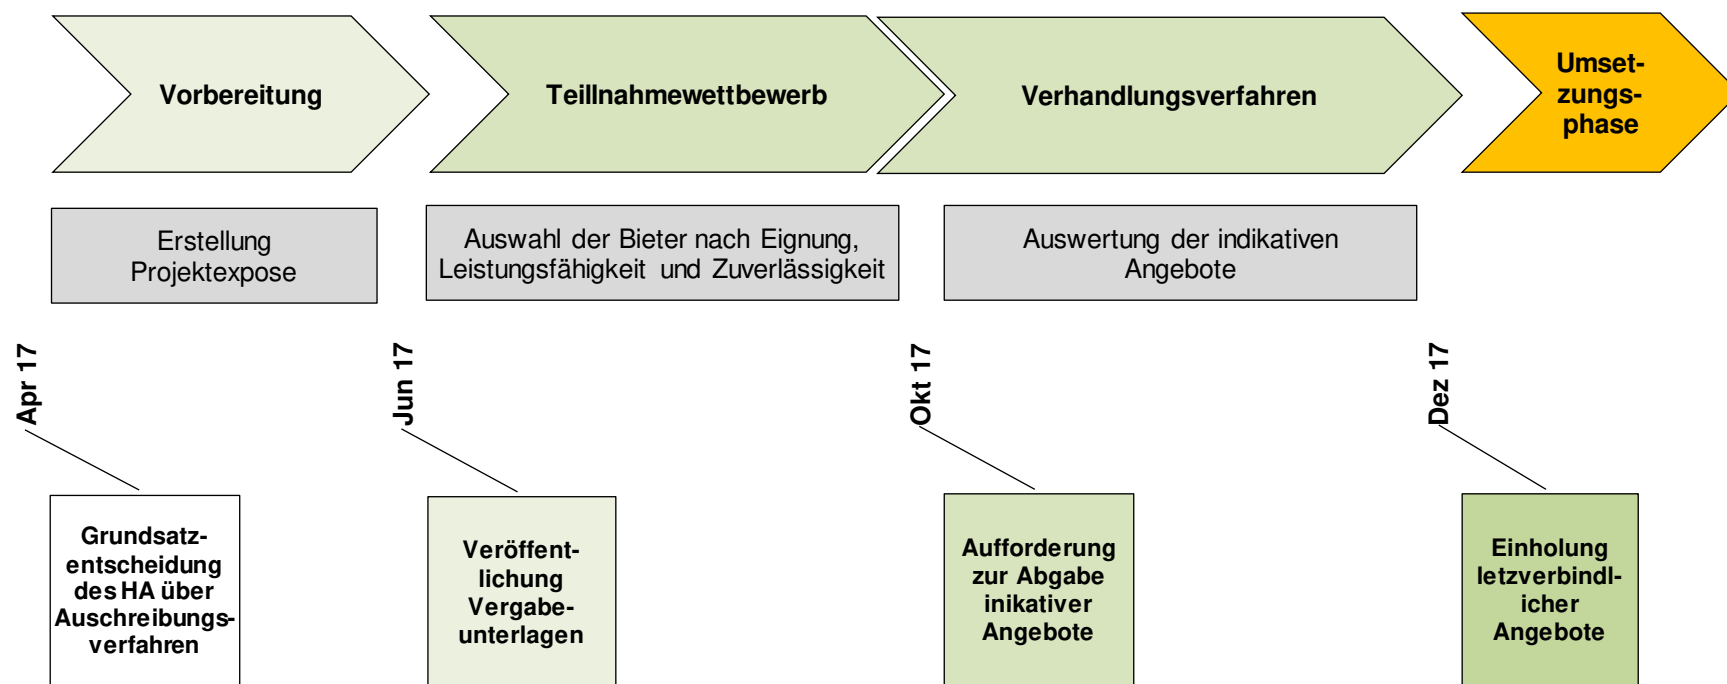 Vorbereitung
Teillnahmewettbewerb
Verhandlungsverfahren
Umset-
zungs-
phase
Erstellung
Projektexpose
Auswahl der Bieter nach Eignung,
Leistungsfähigkeit und Zuverlässigkeit
Auswertung der indikativen
Angebote
Apr 17
Jun 17
Okt 17
Dez 17
Grundsatz-
entscheidung
des HA über
Auschreibungs-
verfahren
Veröffent-
lichung
Vergabe-
unterlagen
Aufforderung
zur Abgabe
inikativer
Angebote
Einholung
letzverbindl-
icher
Angebote